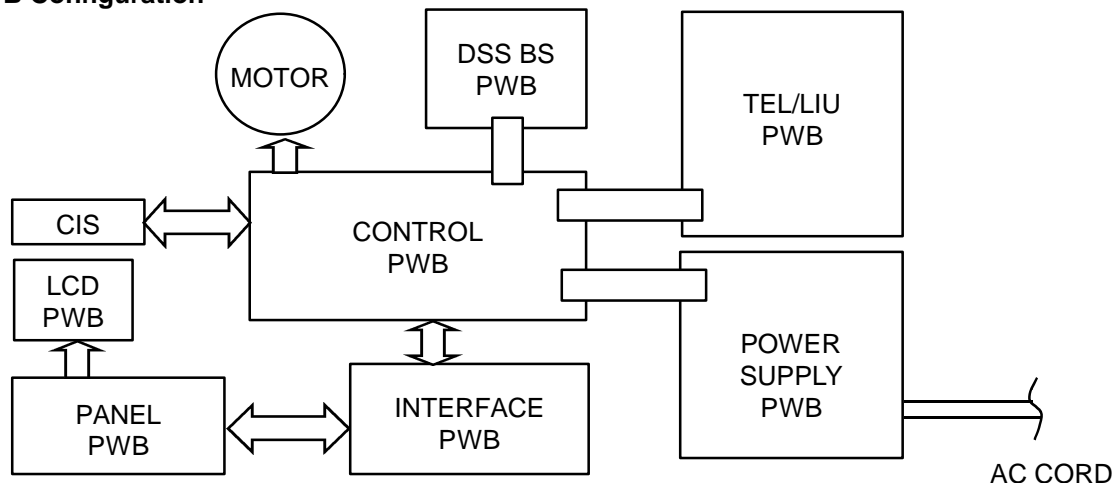 B Configuration
MOTOR
DSS BS
PWB
TEL/LIU
PWB
CIS
CONTROL
PWB
LCD
PWB
POWER
SUPPLY
PWB
PANEL
PWB
INTERFACE
PWB
AC CORD